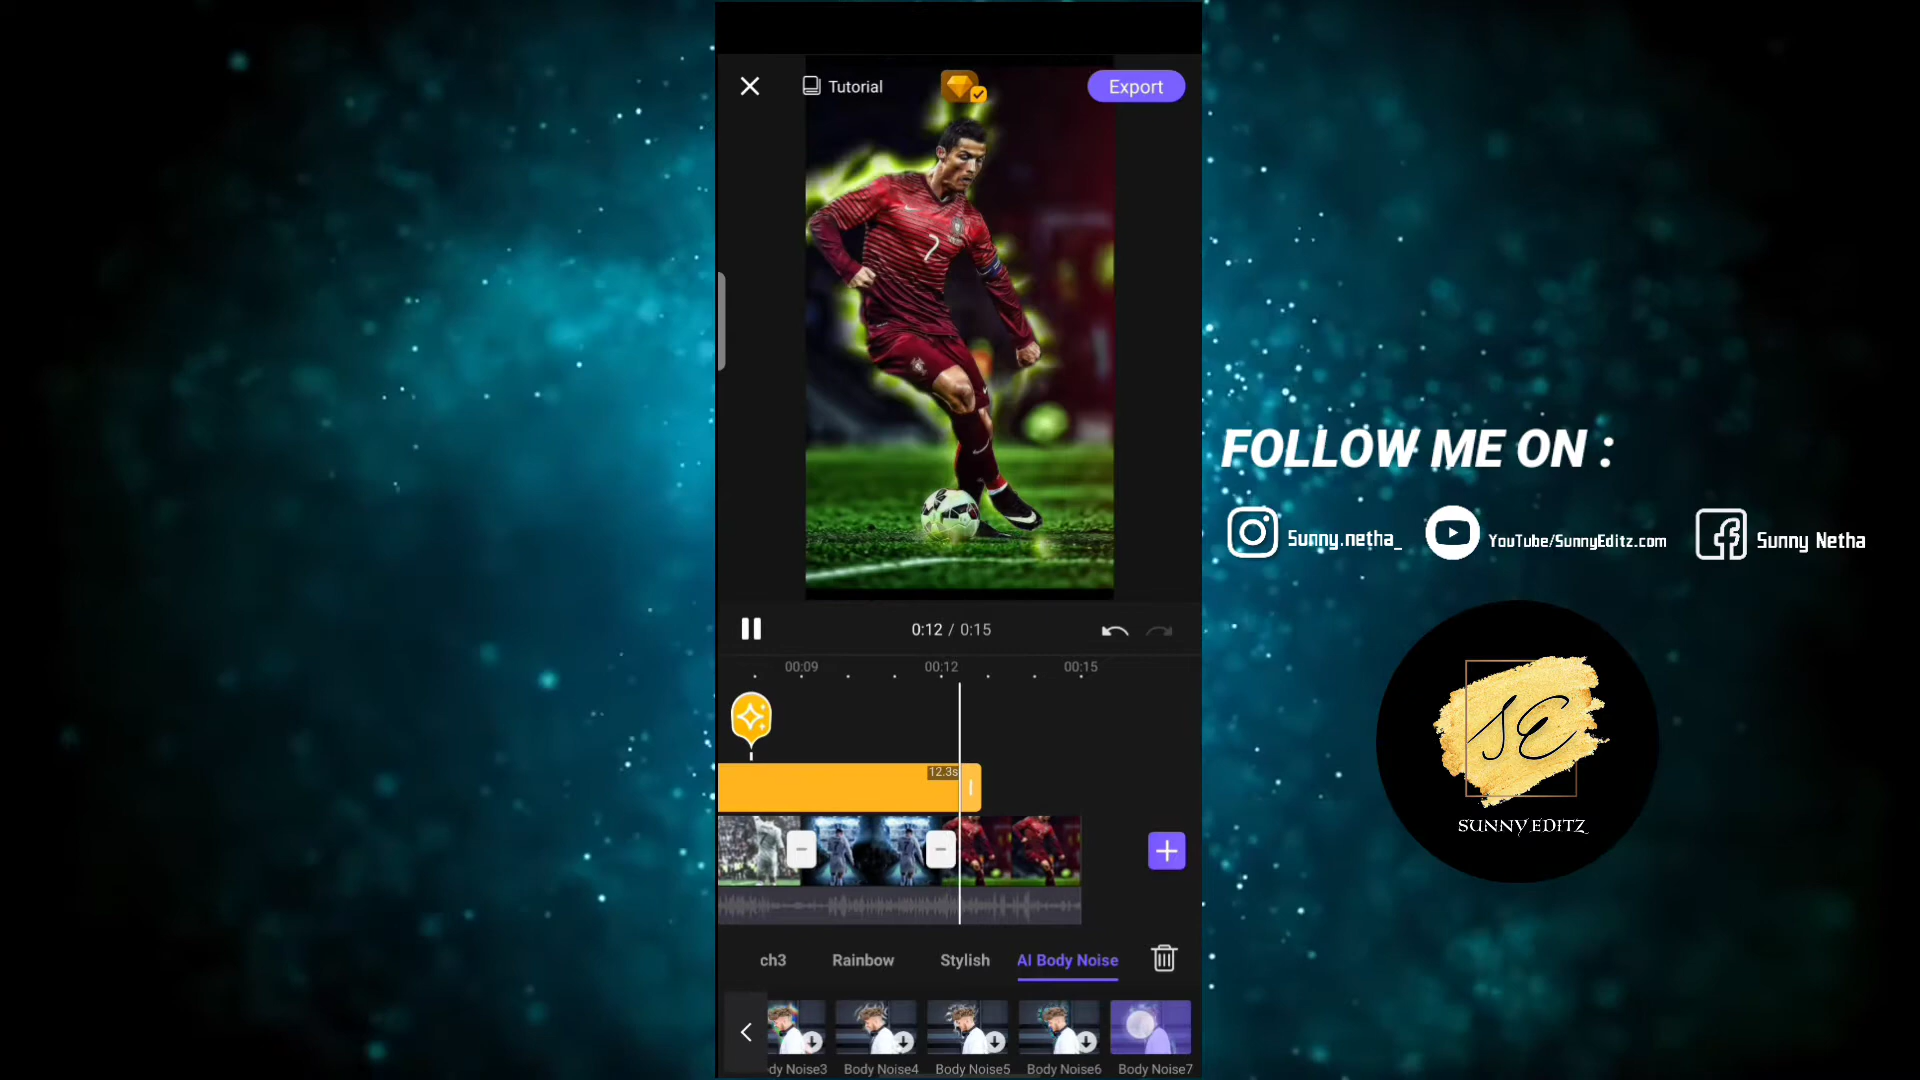 Tutorial
Export
7
0:12 / 0:15
00:09
00:12
00:15
12.3s
ch3
Rainbow
Stylish
AI Body Noise
dy Noise3
Body Noise4
Body Noise5
Body Noise6
Body Noise7
FOLLOW ME ON :
Sunny.netha_
YouTube/SunnyEditz.com
Sunny Netha
SE
SUNNY EDITZ